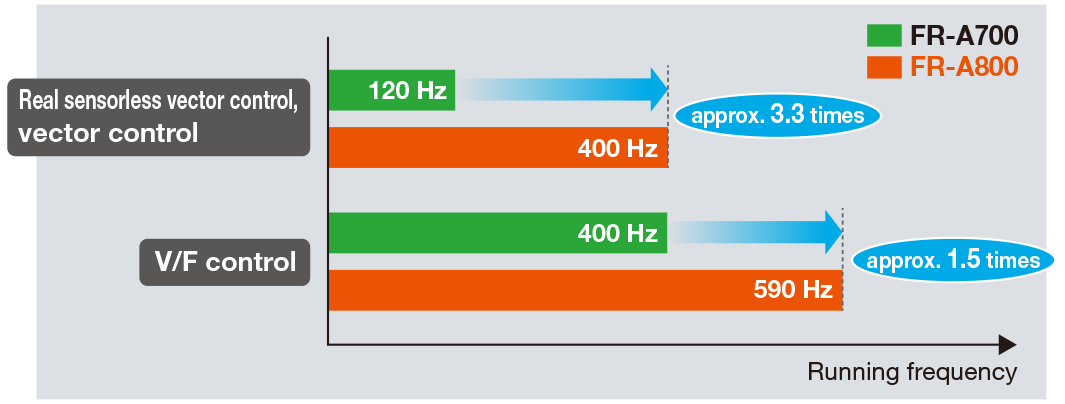 FR-A700
FR-A800
Real sensorless vector control,
vector control
120 Hz
400 Hz
approx. 3.3 times
V/F control
400 Hz
590 Hz
approx. 1.5 times
Running frequency